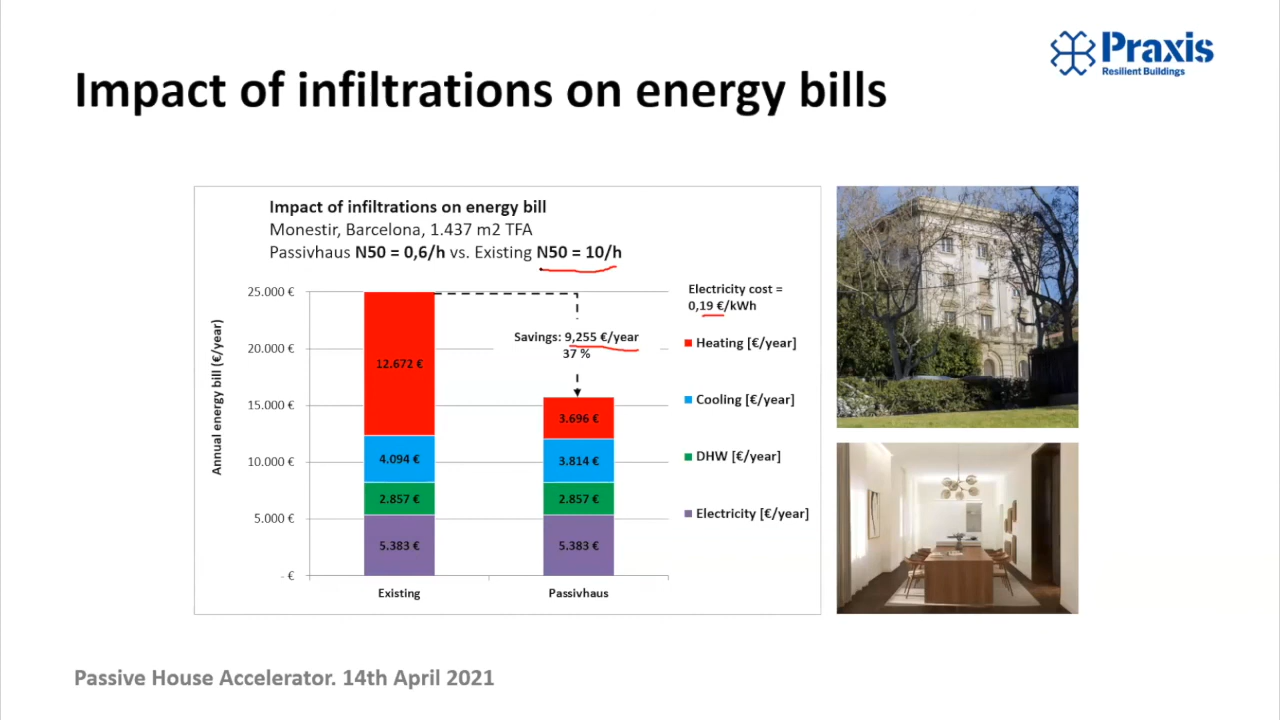 Praxis
Resilient Buildings
Impact of infiltrations on energy bills
Impact of infiltrations on energy bill
Monestir, Barcelona, 1.437 m2 TFA
Passivhaus N50 = 0,6/h vs. Existing N50 = 10/h
Annual energy bill (€/year)
25.000 €
20.000 €
15.000 €
10.000 €
5.000 €
- €
12.672 €
4.094 €
2.857 €
5.383 €
Existing
Savings: 9,255 €/year
37 %
3.696 €
3.814 €
2.857 €
5.383 €
Passivhaus
Electricity cost =
0,19 €/kWh
Heating [€/year]
Cooling [€/year]
DHW [€/year]
Electricity [€/year]
Passive House Accelerator. 14th April 2021